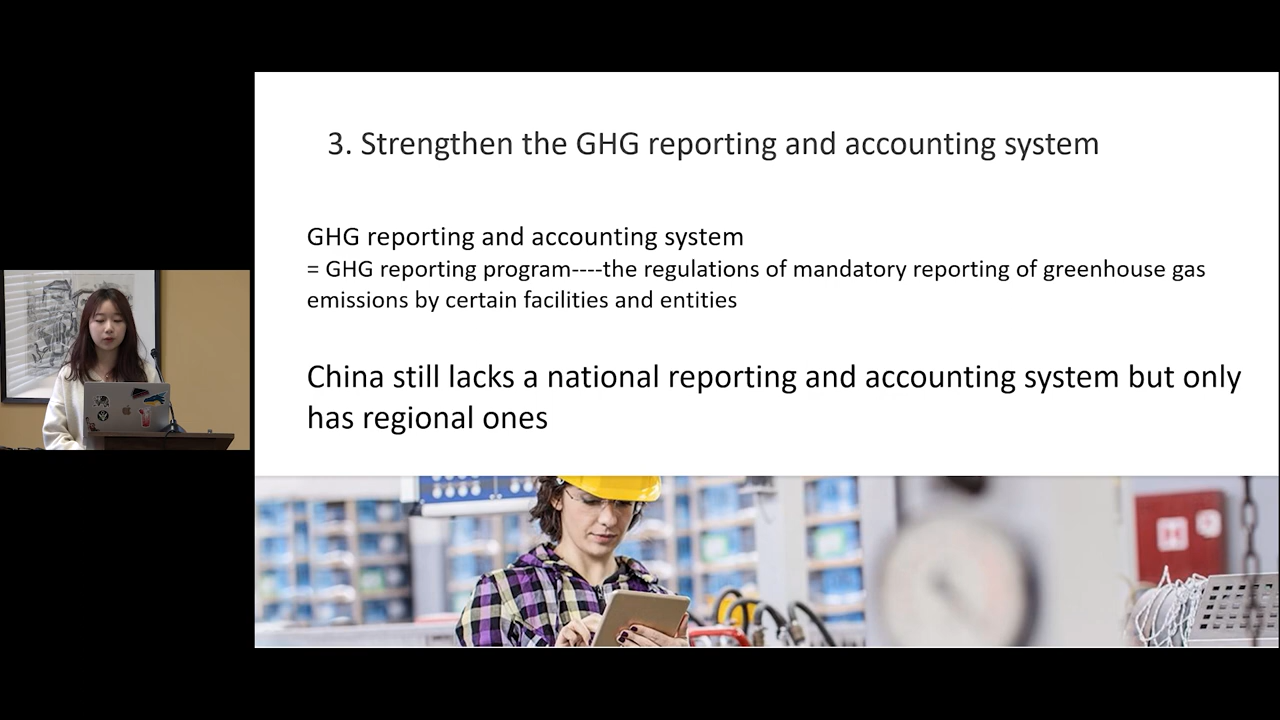 3. Strengthen the GHG reporting and accounting system
GHG reporting and accounting system
= GHG reporting program----the regulations of mandatory reporting of greenhouse gas
emissions by certain facilities and entities
China still lacks a national reporting and accounting system but only
has regional ones